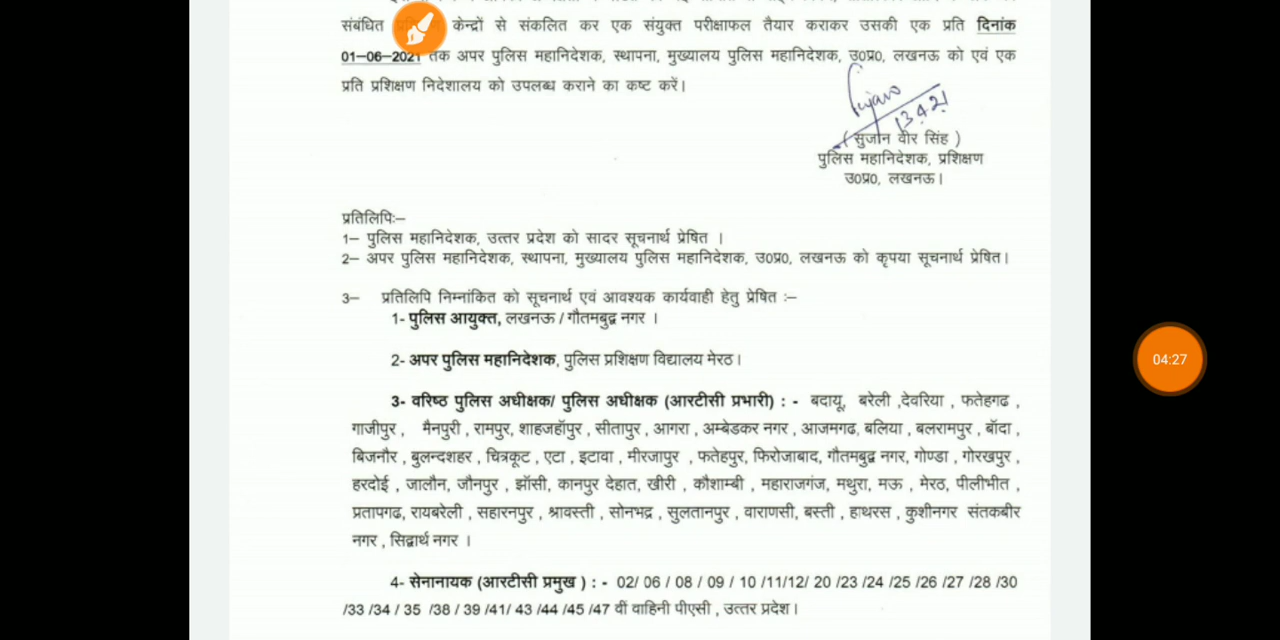 संबंधित केन्द्रों से संकलित कर एक संयुक्त परीक्षाफल तैयार कराकर उसकी एक प्रति दिनांक
01–06–2021 तक अपर पुलिस महानिदेशक, स्थापना, मुख्यालय पुलिस महानिदेशक, उ0प्र0, लखनऊ को एवं एक
प्रति प्रशिक्षण निदेशालय को उपलब्ध कराने का कष्ट करें।
13.4.21
( सुजान वीर सिंह )
पुलिस महानिदेशक, प्रशिक्षण
उ0प्र0, लखनऊ।
प्रतिलिपिः–
1– पुलिस महानिदेशक, उत्तर प्रदेश को सादर सूचनार्थ प्रेषित ।
2– अपर पुलिस महानिदेशक, स्थापना, मुख्यालय पुलिस महानिदेशक, उ0प्र0, लखनऊ को कृपया सूचनार्थ प्रेषित।
3– प्रतिलिपि निम्नांकित को सूचनार्थ एवं आवश्यक कार्यवाही हेतु प्रेषित :–
1- पुलिस आयुक्त, लखनऊ / गौतमबुद्व नगर ।
2- अपर पुलिस महानिदेशक, पुलिस प्रशिक्षण विद्यालय मेरठ।
3- वरिष्ठ पुलिस अधीक्षक/ पुलिस अधीक्षक (आरटीसी प्रभारी) : - बदायू, बरेली ,देवरिया , फतेहगढ ,
गाजीपुर , मैनपुरी , रामपुर, शाहजहॉपुर , सीतापुर , आगरा , अम्बेडकर नगर , आजमगढ, बलिया , बलरामपुर , बॉदा ,
बिजनौर , बुलन्दशहर , चित्रकूट , एटा , इटावा , मीरजापुर , फतेहपुर, फिरोजाबाद, गौतमबुद्व नगर, गोण्डा , गोरखपुर ,
हरदोई , जालौन, जौनपुर , झॉसी, कानपुर देहात, खीरी , कौशाम्बी , महाराजगंज, मथुरा, मऊ , मेरठ, पीलीभीत ,
प्रतापगढ, रायबरेली , सहारनपुर , श्रावस्ती , सोनभद्र , सुलतानपुर , वाराणसी, बस्ती , हाथरस , कुशीनगर संतकबीर
नगर , सिद्वार्थ नगर ।
4- सेनानायक (आरटीसी प्रमुख ) : - 02/ 06 / 08 / 09 / 10 /11/12/ 20 /23 /24 /25 /26 /27 /28 /30
/33 /34 / 35 /38 / 39 /41/ 43 /44 /45 /47 वीं वाहिनी पीएसी , उत्तर प्रदेश।
04:27